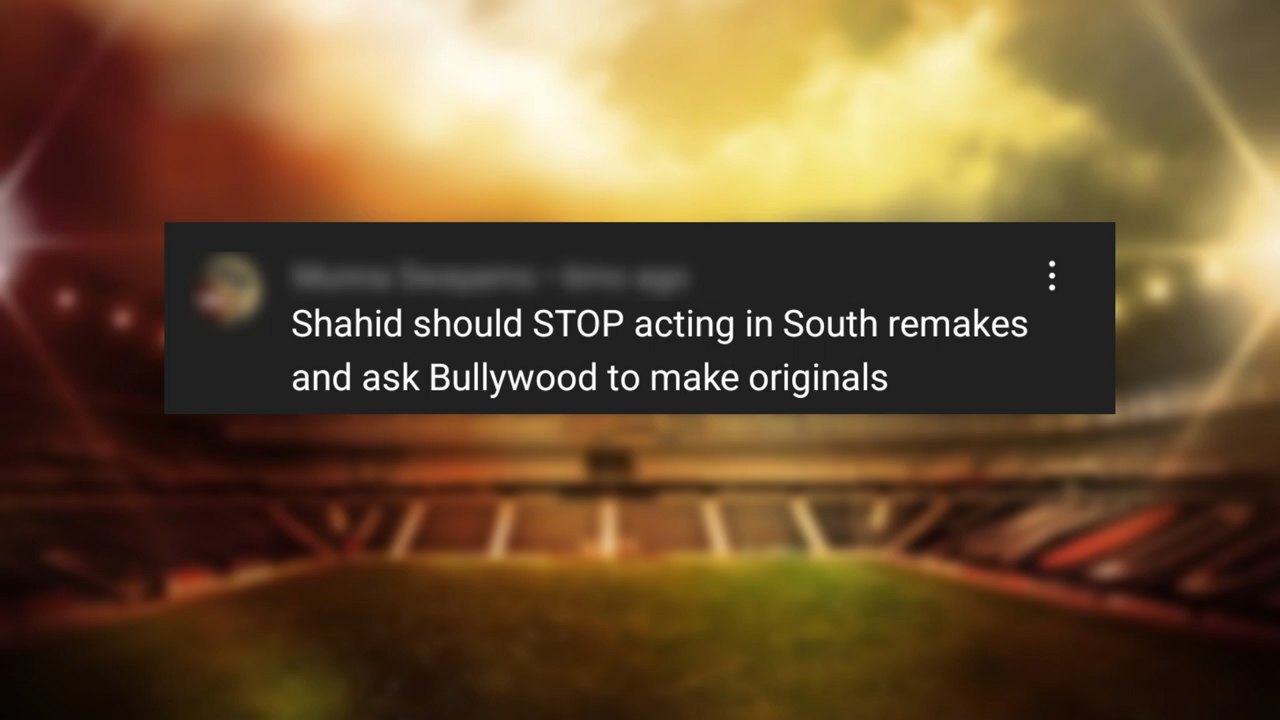 Shahid should STOP acting in South remakes
and ask Bullywood to make originals